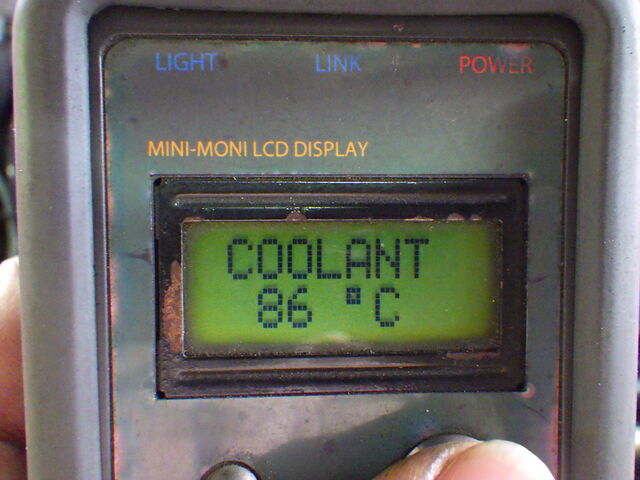 LIGHT LINK POWER
MINI-MONI LCD DISPLAY
COOLANT
86 °C